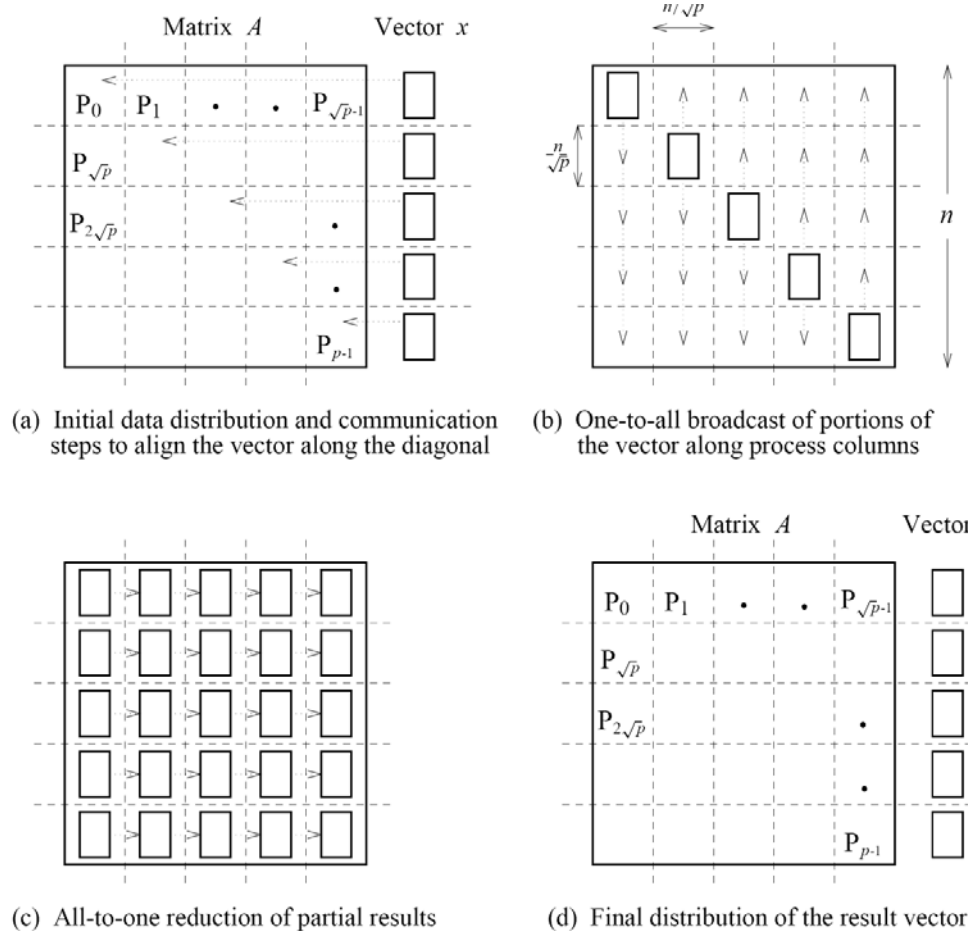 Matrix A Vector x
P0 P1 P√p-1
P√p
P2√p
Pp-1
(a) Initial data distribution and communication
steps to align the vector along the diagonal
n/√p
n/√p
n
(b) One-to-all broadcast of portions of
the vector along process columns
(c) All-to-one reduction of partial results
Matrix A Vector
P0 P1 P√p-1
P√p
P2√p
Pp-1
(d) Final distribution of the result vector